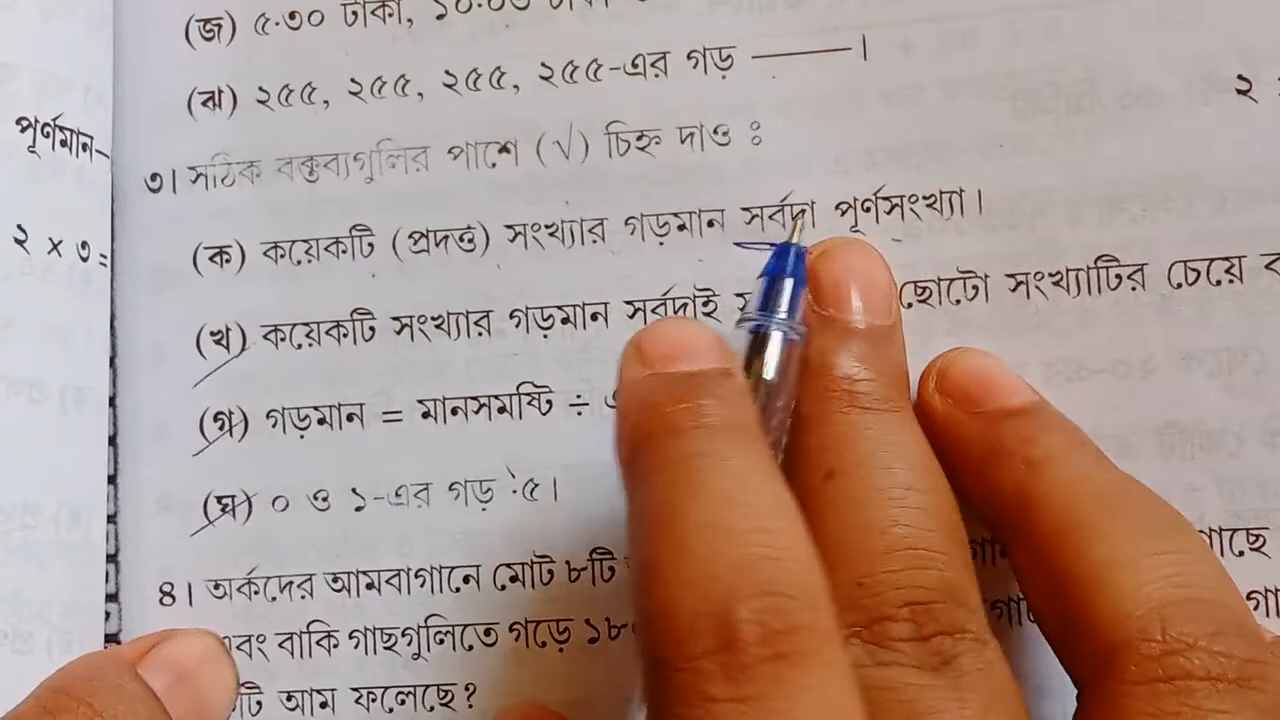 (জ) ৫·৩০ টাকা,
(ঝ) ২৫৫, ২৫৫, ২৫৫, ২৫৫-এর গড় ———।
২
পূর্ণমান-
৩। সঠিক বক্তব্যগুলির পাশে (√) চিহ্ন দাও ঃ
২ × ৩ =
(ক) কয়েকটি (প্রদত্ত) সংখ্যার গড়মান সর্বদা পূর্ণসংখ্যা।
(খ) কয়েকটি সংখ্যার গড়মান সর্বদাই ছোটো সংখ্যাটির চেয়ে
(গ) গড়মান = মানসমষ্টি ÷
(ঘ) ০ ও ১-এর গড় ·৫।
৪। অর্কদের আমবাগানে মোট ৮টি
এবং বাকি গাছগুলিতে গড়ে
টি আম ফলেছে?